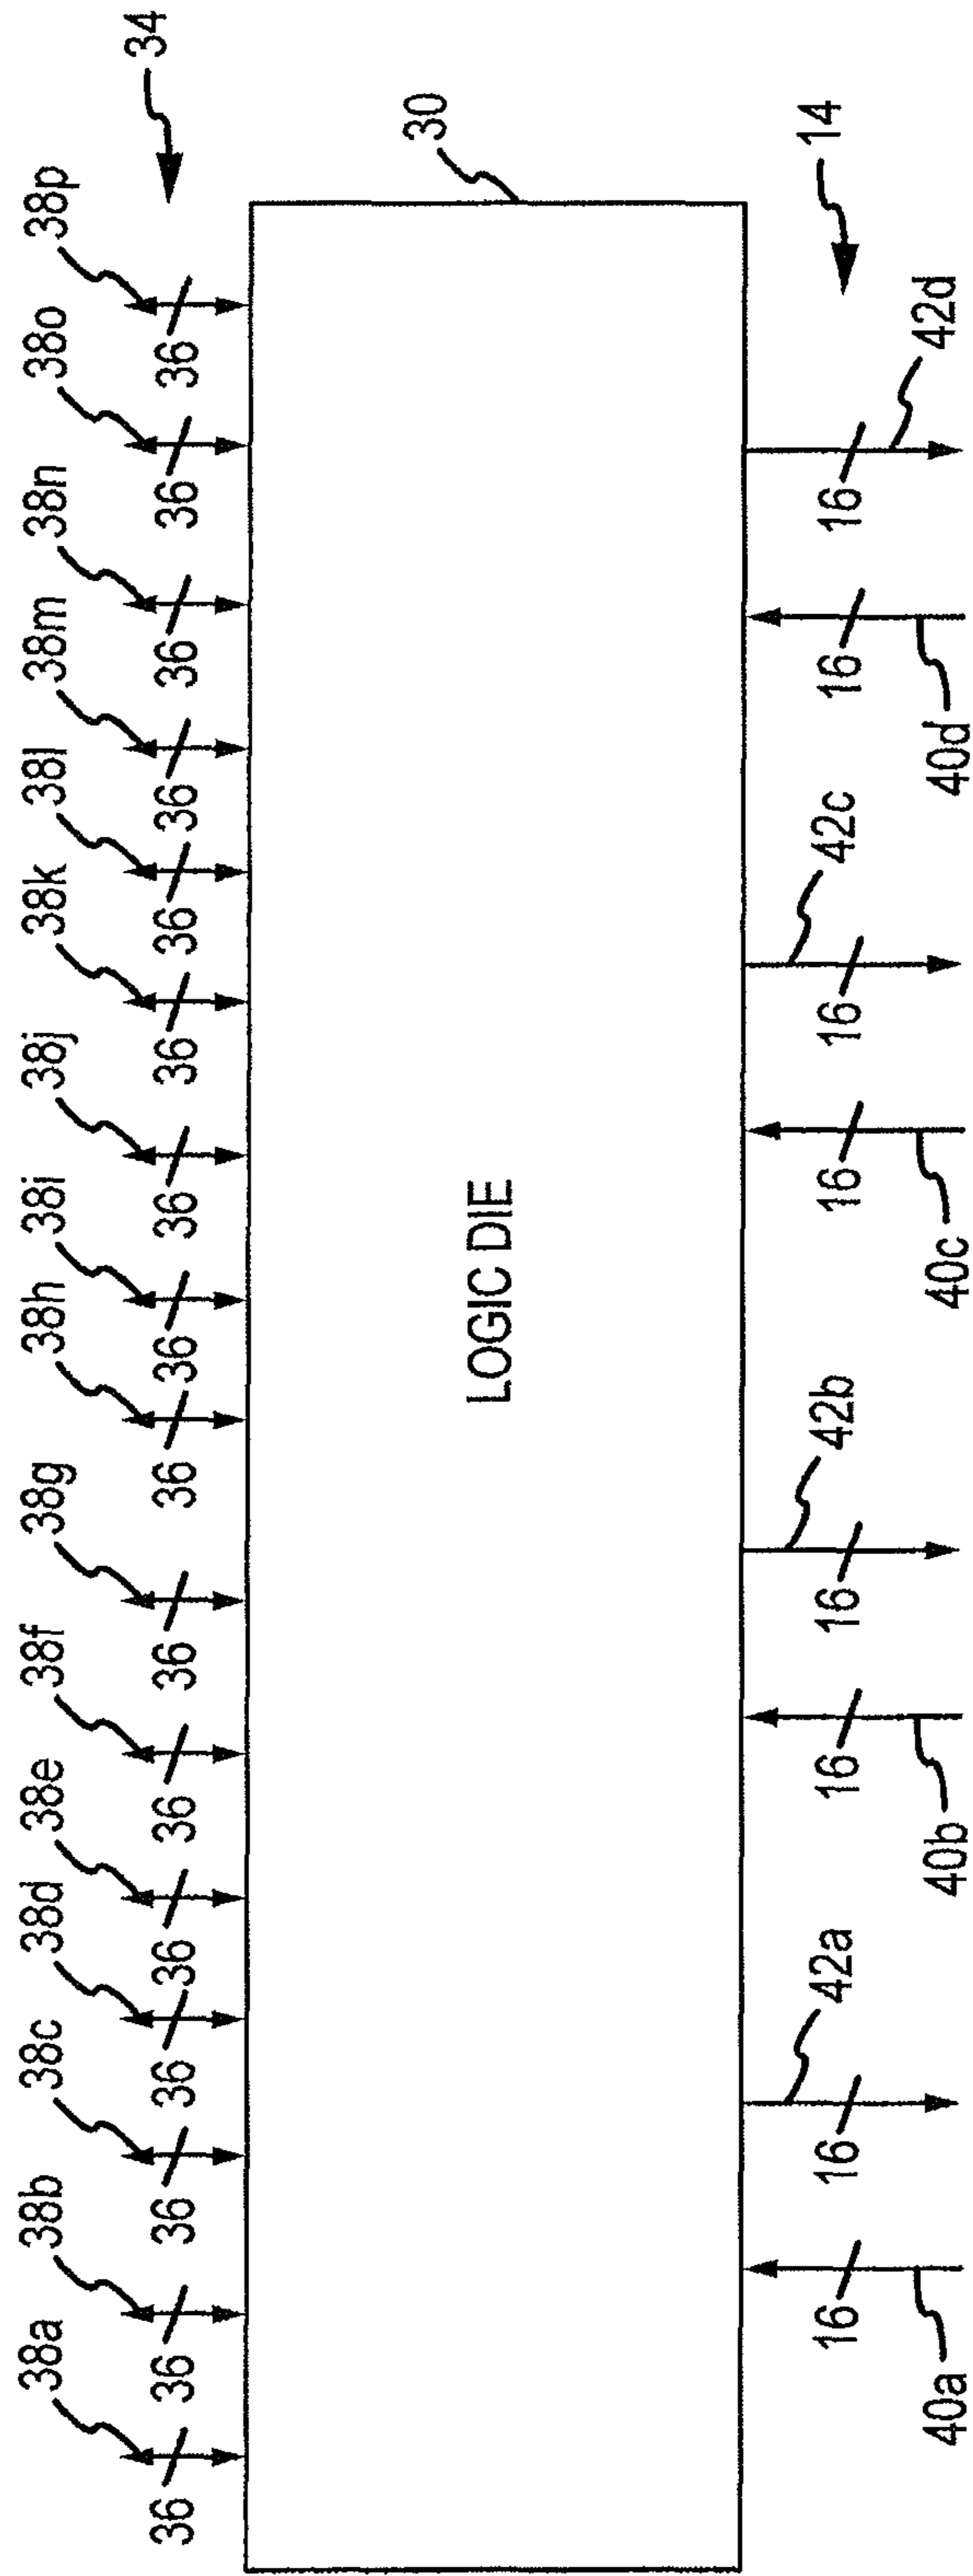 34
38a 38b 38c 38d 38e 38f 38g 38h 38i 38j 38k 38l 38m 38n 38o 38p
36 36 36 36 36 36 36 36 36 36 36 36 36 36 36 36
30
LOGIC DIE
14
42a 42b 42c 42d
16 16 16 16 16 16 16 16
40a 40b 40c 40d